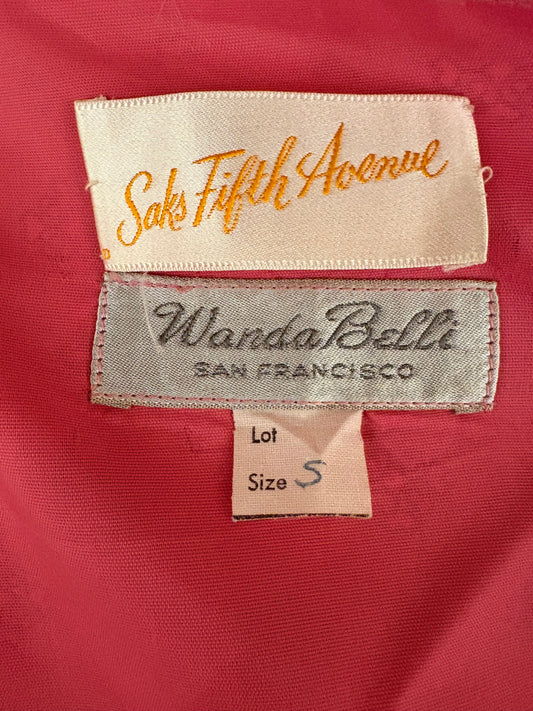 Saks Fifth Avenue
Wanda Belli
SAN FRANCISCO
Lot
Size S